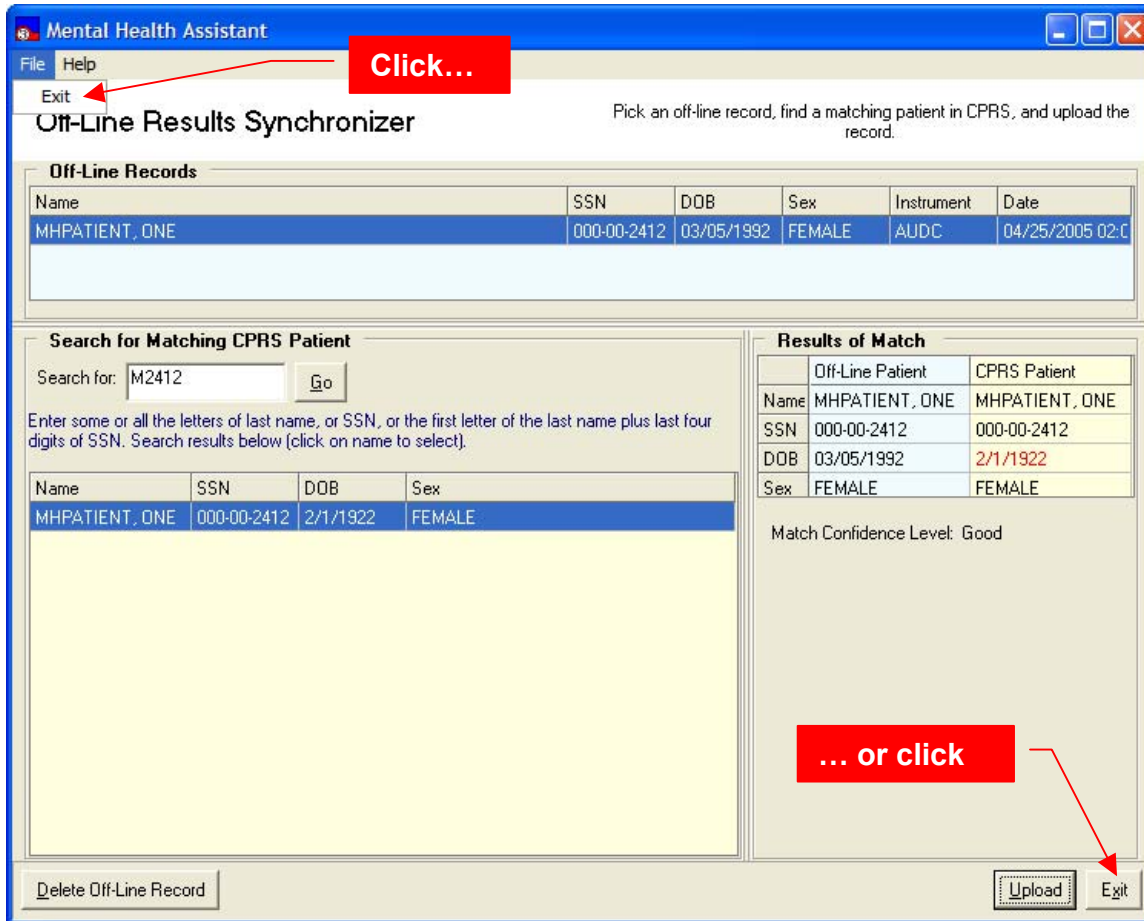 Mental Health Assistant
File Help
Click…
Exit
Off-Line Results Synchronizer
Pick an off-line record, find a matching patient in CPRS, and upload the
record.
Off-Line Records
Name SSN DOB Sex Instrument Date
MHPATIENT, ONE 000-00-2412 03/05/1992 FEMALE AUDC 04/25/2005 02:0
Search for Matching CPRS Patient
Search for: M2412 Go
Enter some or all the letters of last name, or SSN, or the first letter of the last name plus last four
digits of SSN. Search results below (click on name to select).
Name SSN DOB Sex
MHPATIENT, ONE 000-00-2412 2/1/1922 FEMALE
Results of Match
Off-Line Patient CPRS Patient
Name MHPATIENT, ONE MHPATIENT, ONE
SSN 000-00-2412 000-00-2412
DOB 03/05/1992 2/1/1922
Sex FEMALE FEMALE
Match Confidence Level: Good
… or click
Delete Off-Line Record Upload Exit